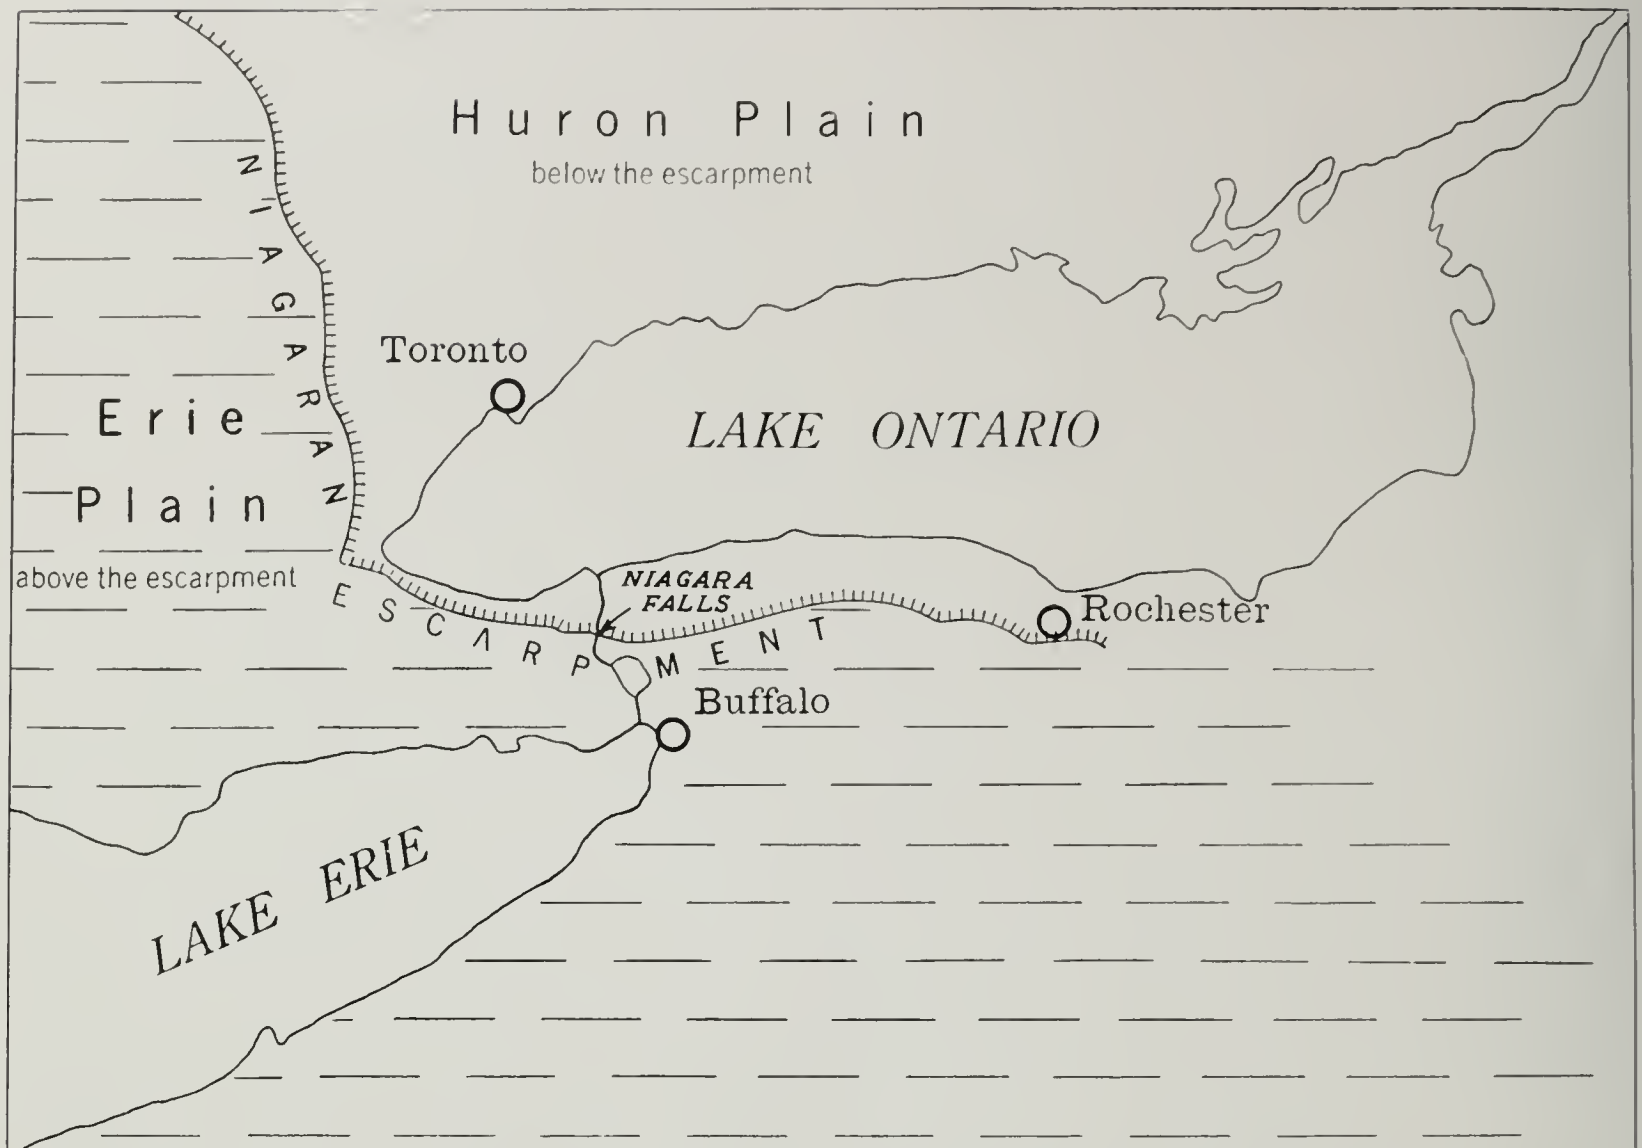 Huron Plain
below the escarpment
NIAGARAN
Toronto
Erie
Plain
above the escarpment
LAKE ONTARIO
NIAGARA
FALLS
ESCARPMENT
Rochester
Buffalo
LAKE ERIE